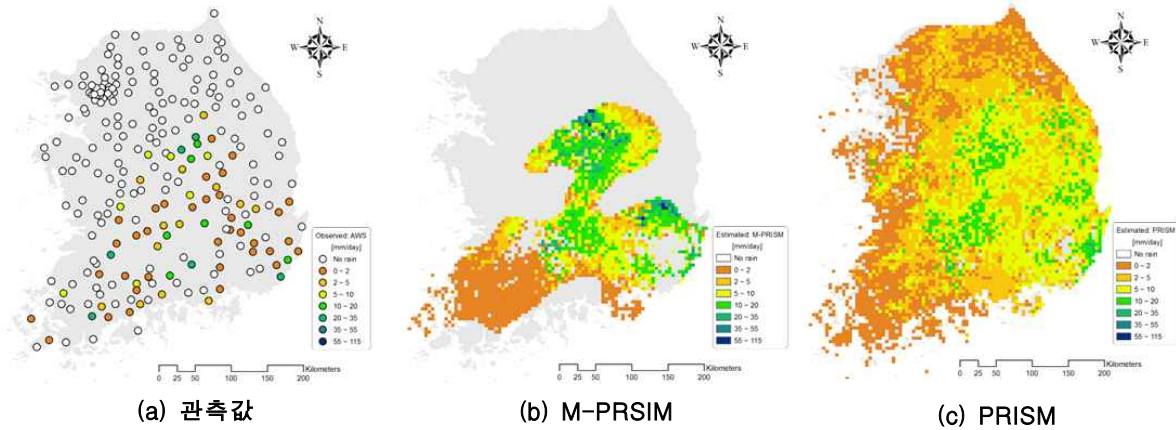 N
W E
S
Observed: AWS
[mm/day]
No rain
0 ~ 2
2 ~ 5
5 ~ 10
10 ~ 20
20 ~ 35
35 ~ 55
55 ~ 115
Kilometers
0 25 50 100 150 200
(a) 관측값
N
W E
S
Estimated: M-PRISM
[mm/day]
No rain
0 ~ 2
2 ~ 5
5 ~ 10
10 ~ 20
20 ~ 35
35 ~ 55
55 ~ 115
Kilometers
0 25 50 100 150 200
(b) M-PRSIM
N
W E
S
Estimated: PRISM
[mm/day]
No rain
0 ~ 2
2 ~ 5
5 ~ 10
10 ~ 20
20 ~ 35
35 ~ 55
55 ~ 115
Kilometers
0 25 50 100 150 200
(c) PRISM